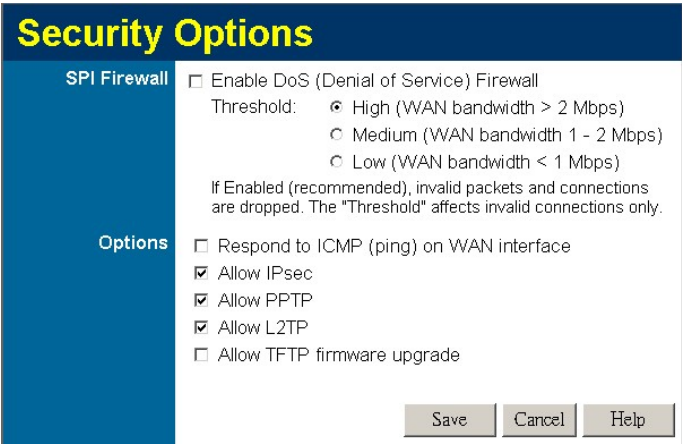 Security Options
SPI Firewall
Enable DoS (Denial of Service) Firewall
Threshold: High (WAN bandwidth > 2 Mbps)
Medium (WAN bandwidth 1 - 2 Mbps)
Low (WAN bandwidth < 1 Mbps)
If Enabled (recommended), invalid packets and connections
are dropped. The "Threshold" affects invalid connections only.
Options
Respond to ICMP (ping) on WAN interface
Allow IPsec
Allow PPTP
Allow L2TP
Allow TFTP firmware upgrade
Save Cancel Help